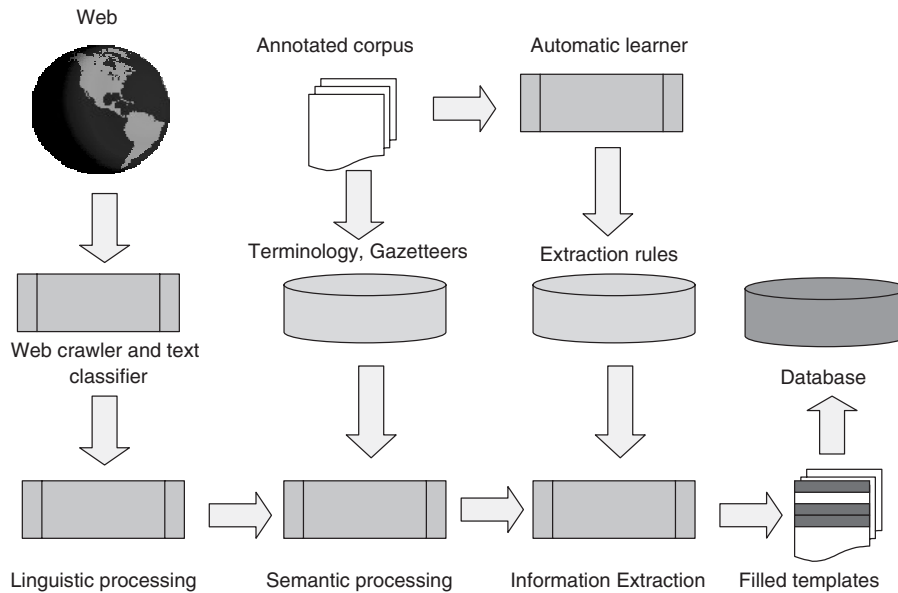 Web
Annotated corpus
Automatic learner
Terminology, Gazetteers
Extraction rules
Web crawler and text
classifier
Database
Linguistic processing
Semantic processing
Information Extraction
Filled templates